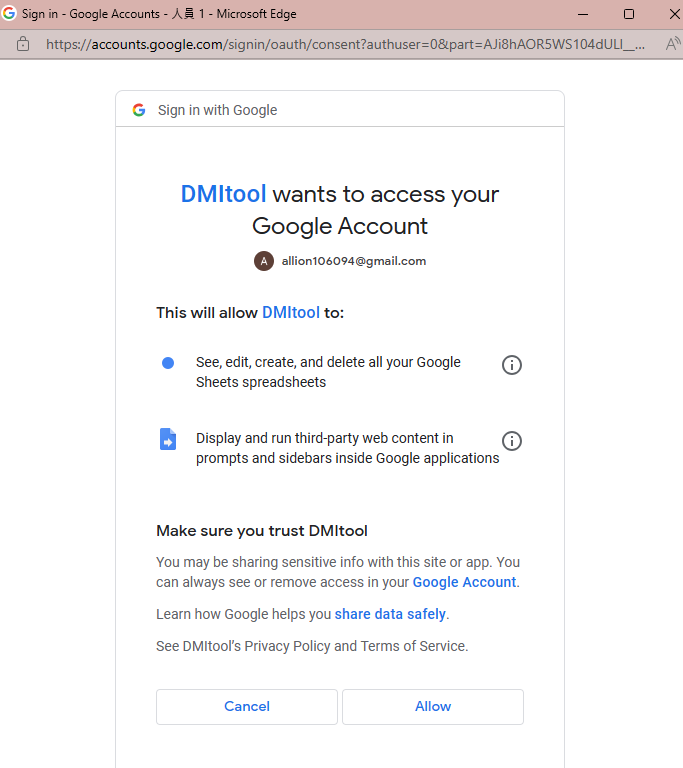 Sign in - Google Accounts - 人員 1 - Microsoft Edge
https://accounts.google.com/signin/oauth/consent?authuser=0&part=AJi8hAOR5WS104dULI__...
Sign in with Google
DMItool wants to access your
Google Account
A allion106094@gmail.com
This will allow DMItool to:
See, edit, create, and delete all your Google
Sheets spreadsheets
Display and run third-party web content in
prompts and sidebars inside Google applications
Make sure you trust DMItool
You may be sharing sensitive info with this site or app. You
can always see or remove access in your Google Account.
Learn how Google helps you share data safely.
See DMItool’s Privacy Policy and Terms of Service.
Cancel
Allow